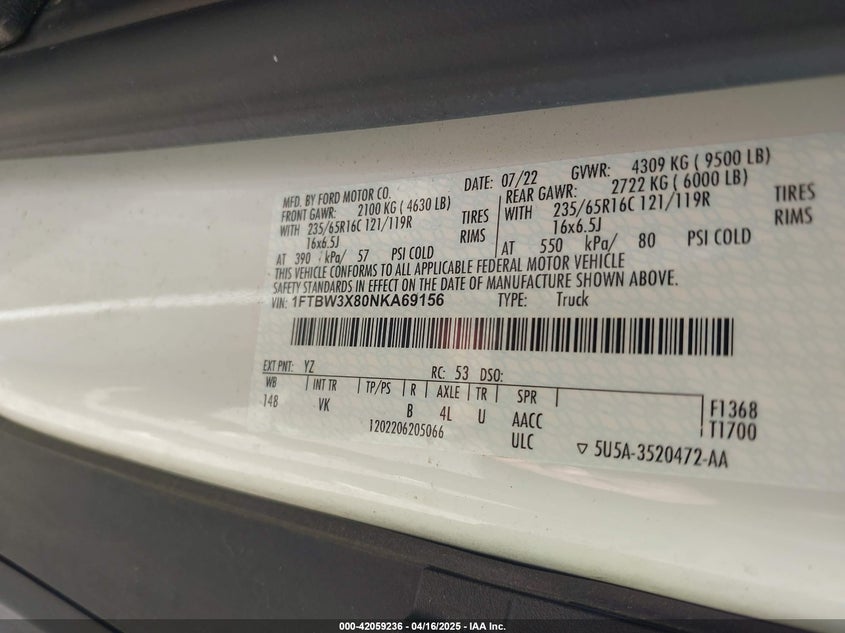 MFD. BY FORD MOTOR CO. DATE: 07/22 GVWR: 4309 KG ( 9500 LB)
FRONT GAWR: 2100 KG ( 4630 LB) REAR GAWR: 2722 KG ( 6000 LB)
WITH 235/65R16C 121/119R TIRES WITH 235/65R16C 121/119R TIRES
16x6.5J RIMS 16x6.5J RIMS
AT 390 kPa/ 57 PSI COLD AT 550 kPa/ 80 PSI COLD
THIS VEHICLE CONFORMS TO ALL APPLICABLE FEDERAL MOTOR VEHICLE
SAFETY STANDARDS IN EFFECT ON THE DATE OF MANUFACTURE SHOWN ABOVE.
VIN: 1FTBW3X80NKA69156 TYPE: Truck
EXT PNT: YZ RC: 53 DSO:
WB INT TR TP/PS R AXLE TR SPR
148 VK B 4L U AACC F1368
1202206205066 ULC T1700
5U5A-3520472-AA
000-42059236 - 04/16/2025 - IAA Inc.